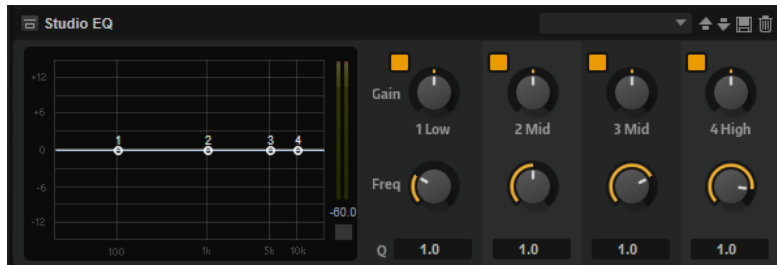 Studio EQ
+12
+6
0
-6
-12
1 2 3 4
100 1k 5k 10k
-60.0
Gain
1 Low 2 Mid 3 Mid 4 High
Freq
Q 1.0 1.0 1.0 1.0